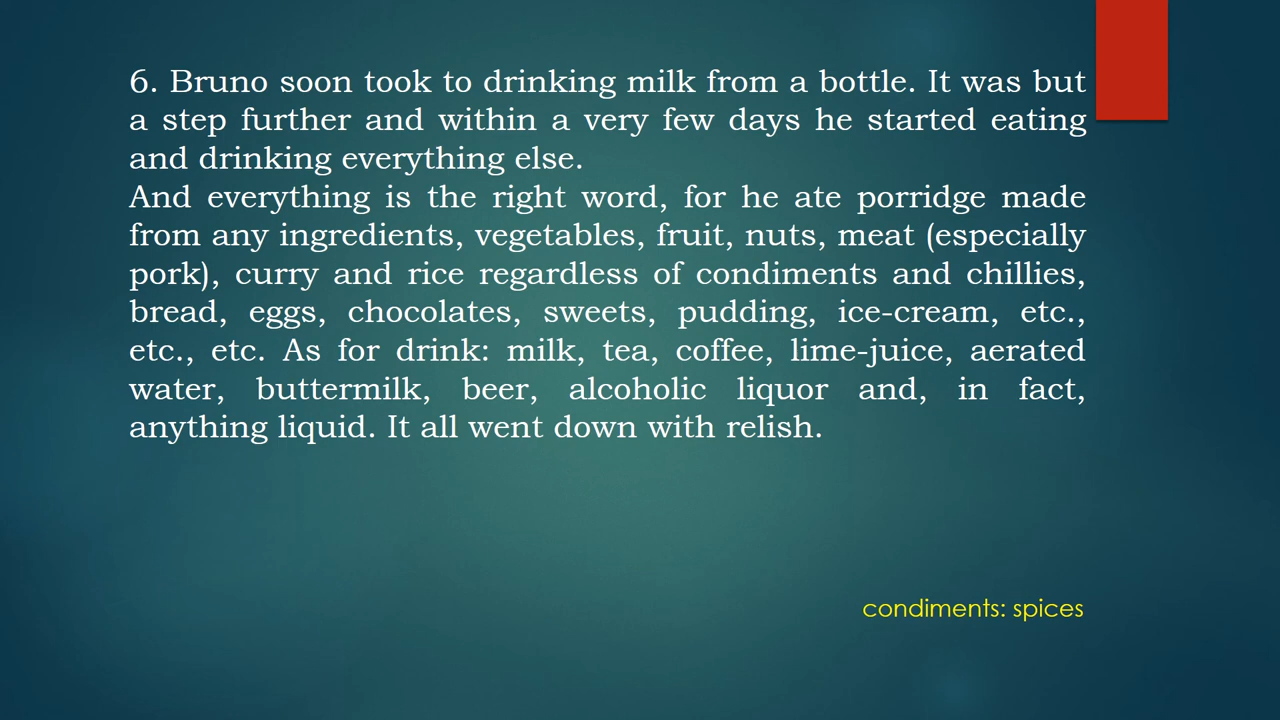 6. Bruno soon took to drinking milk from a bottle. It was but
a step further and within a very few days he started eating
and drinking everything else.
And everything is the right word, for he ate porridge made
from any ingredients, vegetables, fruit, nuts, meat (especially
pork), curry and rice regardless of condiments and chillies,
bread, eggs, chocolates, sweets, pudding, ice-cream, etc.,
etc., etc. As for drink: milk, tea, coffee, lime-juice, aerated
water, buttermilk, beer, alcoholic liquor and, in fact,
anything liquid. It all went down with relish.
condiments: spices